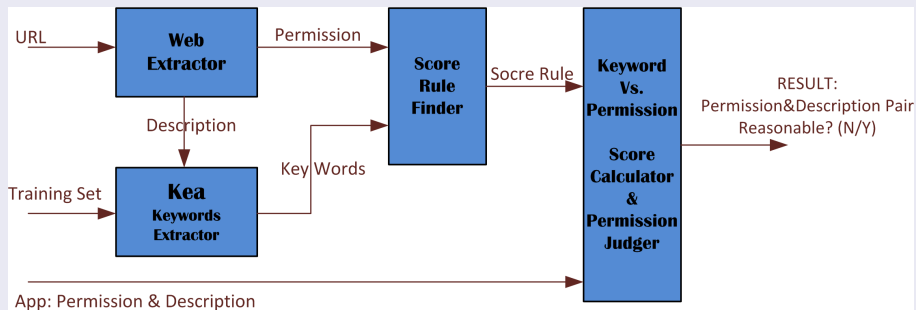 URL
Web
Extractor
Permission
Score
Rule
Finder
Socre Rule
Keyword
Vs.
Permission
Score
Calculator
&
Permission
Judger
RESULT:
Permission&Description Pair
Reasonable? (N/Y)
Description
Training Set
Kea
Keywords
Extractor
Key Words
App: Permission & Description